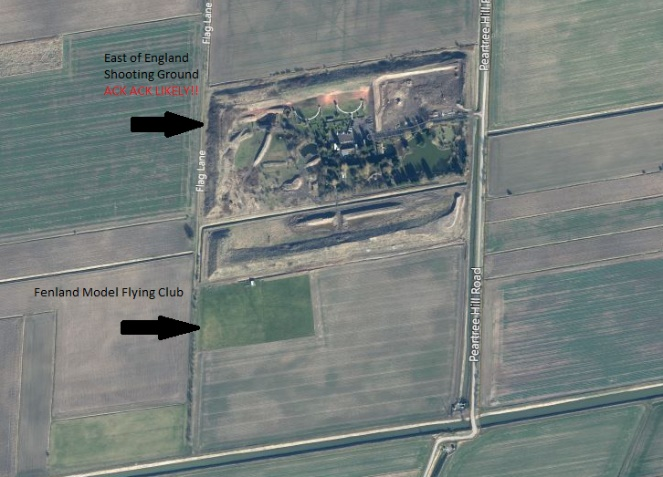 Flag Lane
Peartree Hill R
East of England
Shooting Ground
ACK ACK LIKELY!!
Flag Lane
Fenland Model Flying Club
Peartree Hill Road